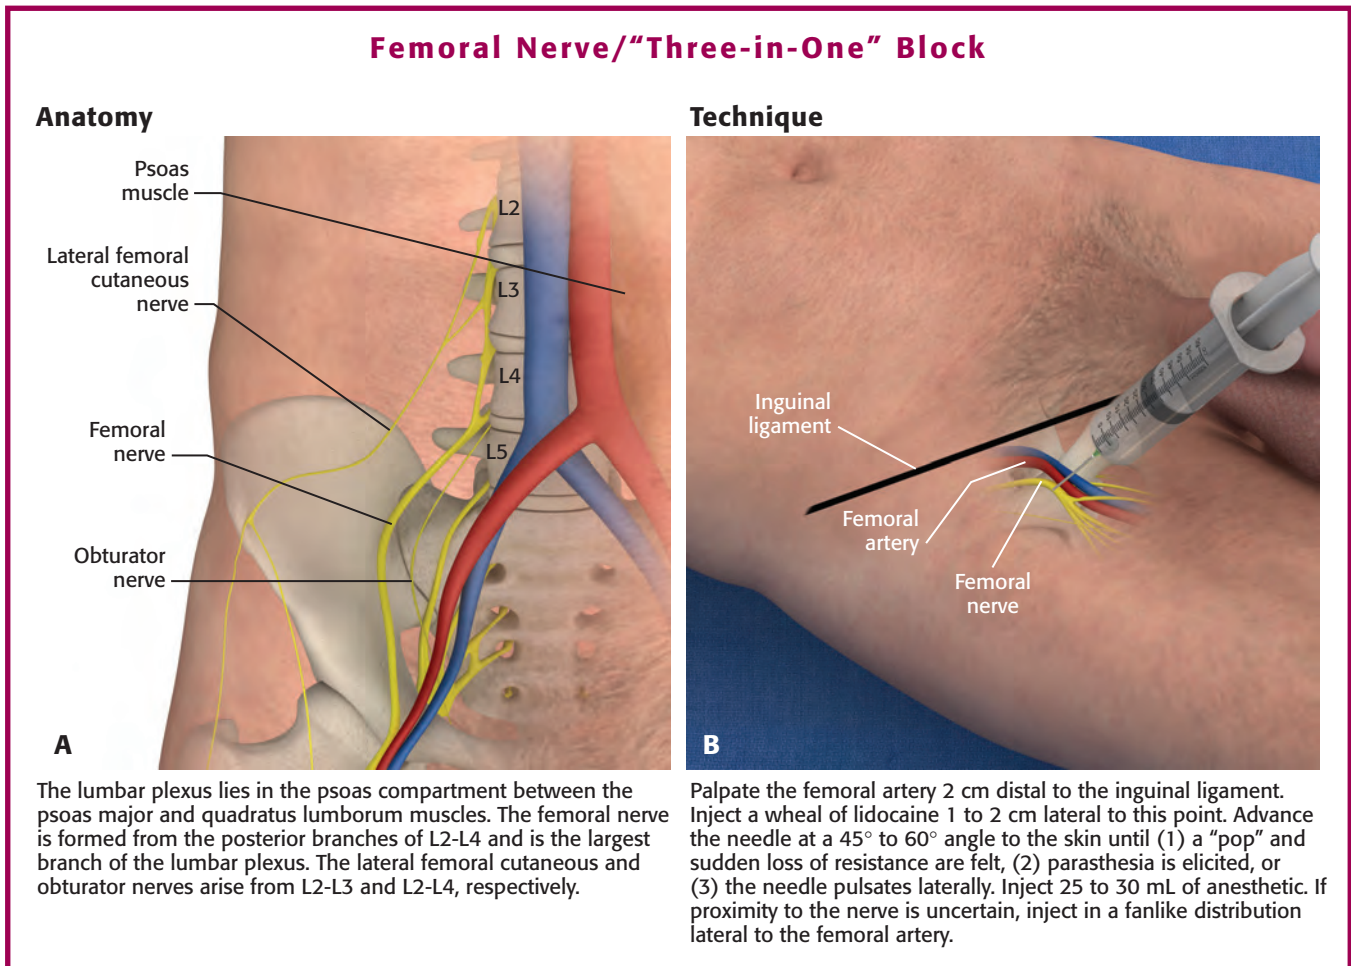 Femoral Nerve/“Three-in-One” Block
Anatomy
Psoas
muscle
Lateral femoral
cutaneous
nerve
Femoral
nerve
Obturator
nerve
L2
L3
L4
L5
A
The lumbar plexus lies in the psoas compartment between the
psoas major and quadratus lumborum muscles. The femoral nerve
is formed from the posterior branches of L2-L4 and is the largest
branch of the lumbar plexus. The lateral femoral cutaneous and
obturator nerves arise from L2-L3 and L2-L4, respectively.
Technique
Inguinal
ligament
Femoral
artery
Femoral
nerve
B
Palpate the femoral artery 2 cm distal to the inguinal ligament.
Inject a wheal of lidocaine 1 to 2 cm lateral to this point. Advance
the needle at a 45° to 60° angle to the skin until (1) a “pop” and
sudden loss of resistance are felt, (2) parasthesia is elicited, or
(3) the needle pulsates laterally. Inject 25 to 30 mL of anesthetic. If
proximity to the nerve is uncertain, inject in a fanlike distribution
lateral to the femoral artery.